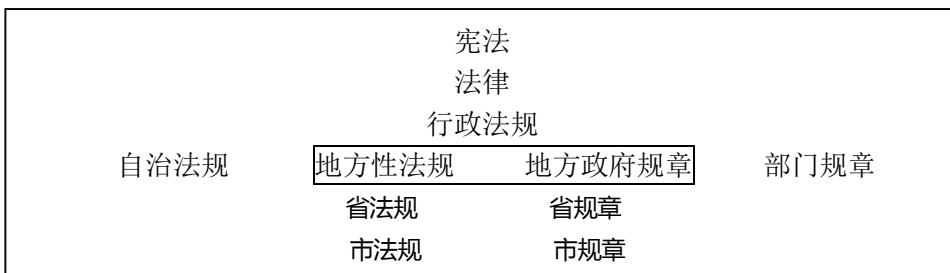 宪法
法律
行政法规
自治法规 地方性法规 地方政府规章 部门规章
省法规 省规章
市法规 市规章